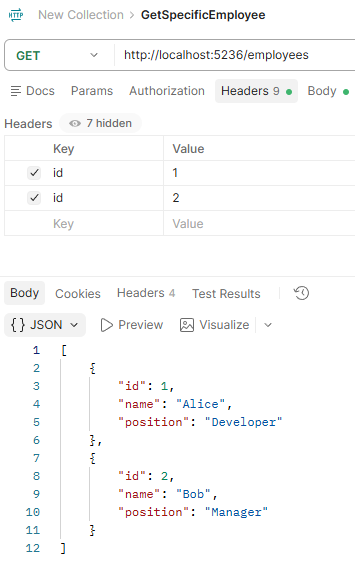 HTTP New Collection > GetSpecificEmployee
GET http://localhost:5236/employees
Docs Params Authorization Headers 9 Body
Headers 7 hidden
Key Value
id 1
id 2
Key Value
Body Cookies Headers 4 Test Results
{} JSON Preview Visualize
1 [
2 {
3 "id": 1,
4 "name": "Alice",
5 "position": "Developer"
6 },
7 {
8 "id": 2,
9 "name": "Bob",
10 "position": "Manager"
11 }
12 ]